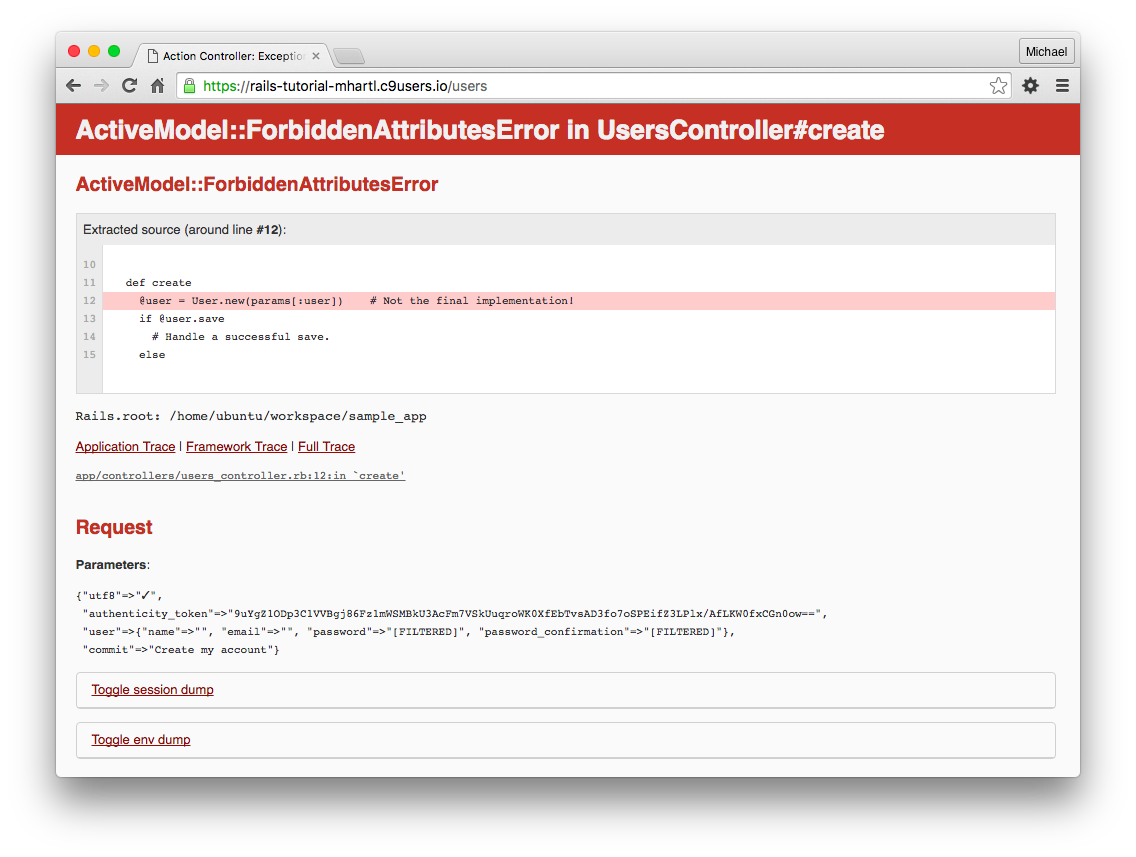 Action Controller: Exceptio
Michael
https://rails-tutorial-mhartl.c9users.io/users
ActiveModel::ForbiddenAttributesError in UsersController#create
ActiveModel::ForbiddenAttributesError
Extracted source (around line #12):
10
11 def create
12 @user = User.new(params[:user]) # Not the final implementation!
13 if @user.save
14 # Handle a successful save.
15 else
Rails.root: /home/ubuntu/workspace/sample_app
Application Trace | Framework Trace | Full Trace
app/controllers/users_controller.rb:12:in `create'
Request
Parameters:
{"utf8"=>"✓",
"authenticity_token"=>"9uYgZ1ODp3ClVVBgj86Fz1mWSMBkU3AcFm7VSkUuqroWK0XfEbTvsAD3fo7oSPEifZ3LPlx/AfLKW0fxCGn0ow==",
"user"=>{"name"=>"", "email"=>"", "password"=>"[FILTERED]", "password_confirmation"=>"[FILTERED]"},
"commit"=>"Create my account"}
Toggle session dump
Toggle env dump